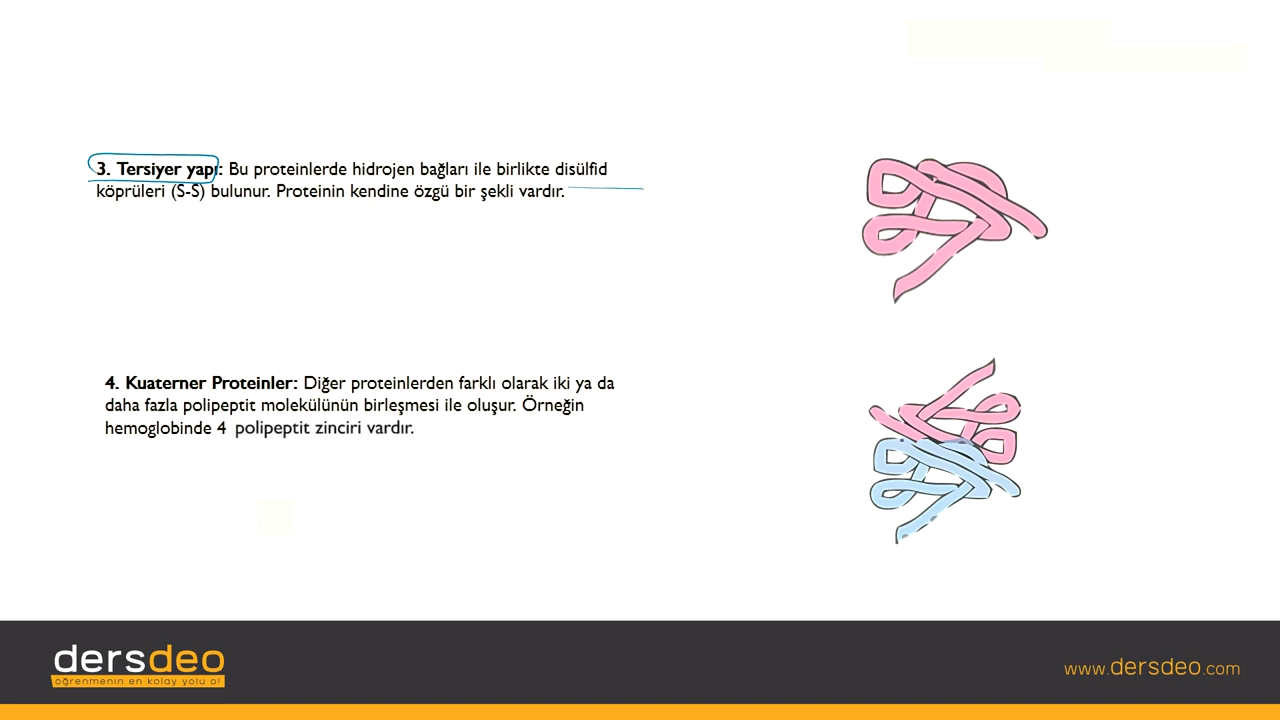 3. Tersiyer yapı: Bu proteinlerde hidrojen bağları ile birlikte disülfid
köprüleri (S-S) bulunur. Proteinin kendine özgü bir şekli vardır.
4. Kuaterner Proteinler: Diğer proteinlerden farklı olarak iki ya da
daha fazla polipeptit molekülünün birleşmesi ile oluşur. Örneğin
hemoglobinde 4 polipeptit zinciri vardır.
dersdeo
öğrenmenin en kolay yolu o!
www.dersdeo.com